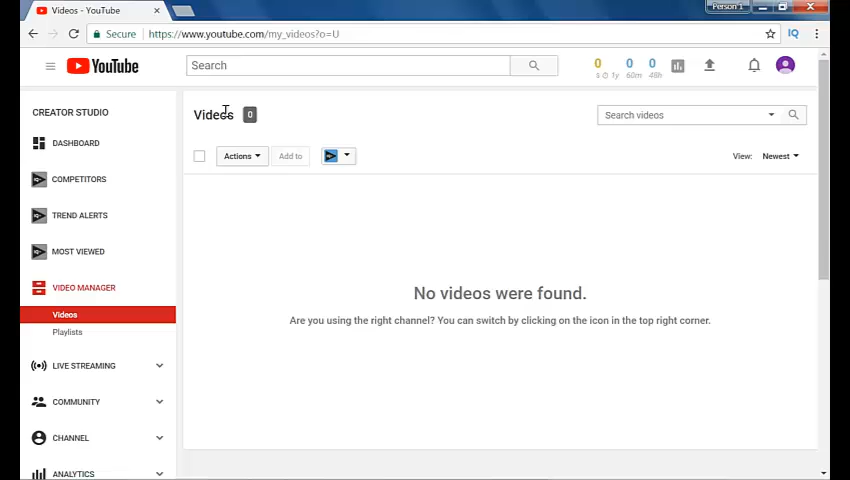 Videos - YouTube
Person 1
Secure https://www.youtube.com/my_videos?o=U
IQ
YouTube
Search
0 0 0
1y 60m 48h
CREATOR STUDIO
Videos 0
Search videos
DASHBOARD
Actions Add to
View: Newest
COMPETITORS
TREND ALERTS
MOST VIEWED
VIDEO MANAGER
No videos were found.
Videos
Are you using the right channel? You can switch by clicking on the icon in the top right corner.
Playlists
LIVE STREAMING
COMMUNITY
CHANNEL
ANALYTICS